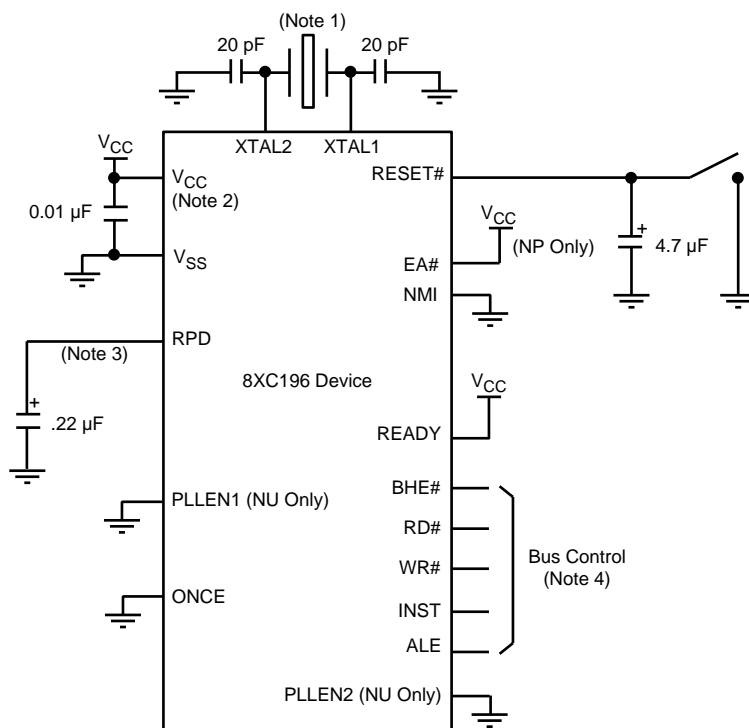 (Note 1)
20 pF
20 pF
XTAL2
XTAL1
VCC
VCC
(Note 2)
0.01 µF
VSS
RESET#
VCC
(NP Only)
+
4.7 µF
EA#
NMI
RPD
(Note 3)
8XC196 Device
+
.22 µF
VCC
READY
PLLEN1 (NU Only)
BHE#
RD#
WR#
INST
ALE
Bus Control
(Note 4)
ONCE
PLLEN2 (NU Only)